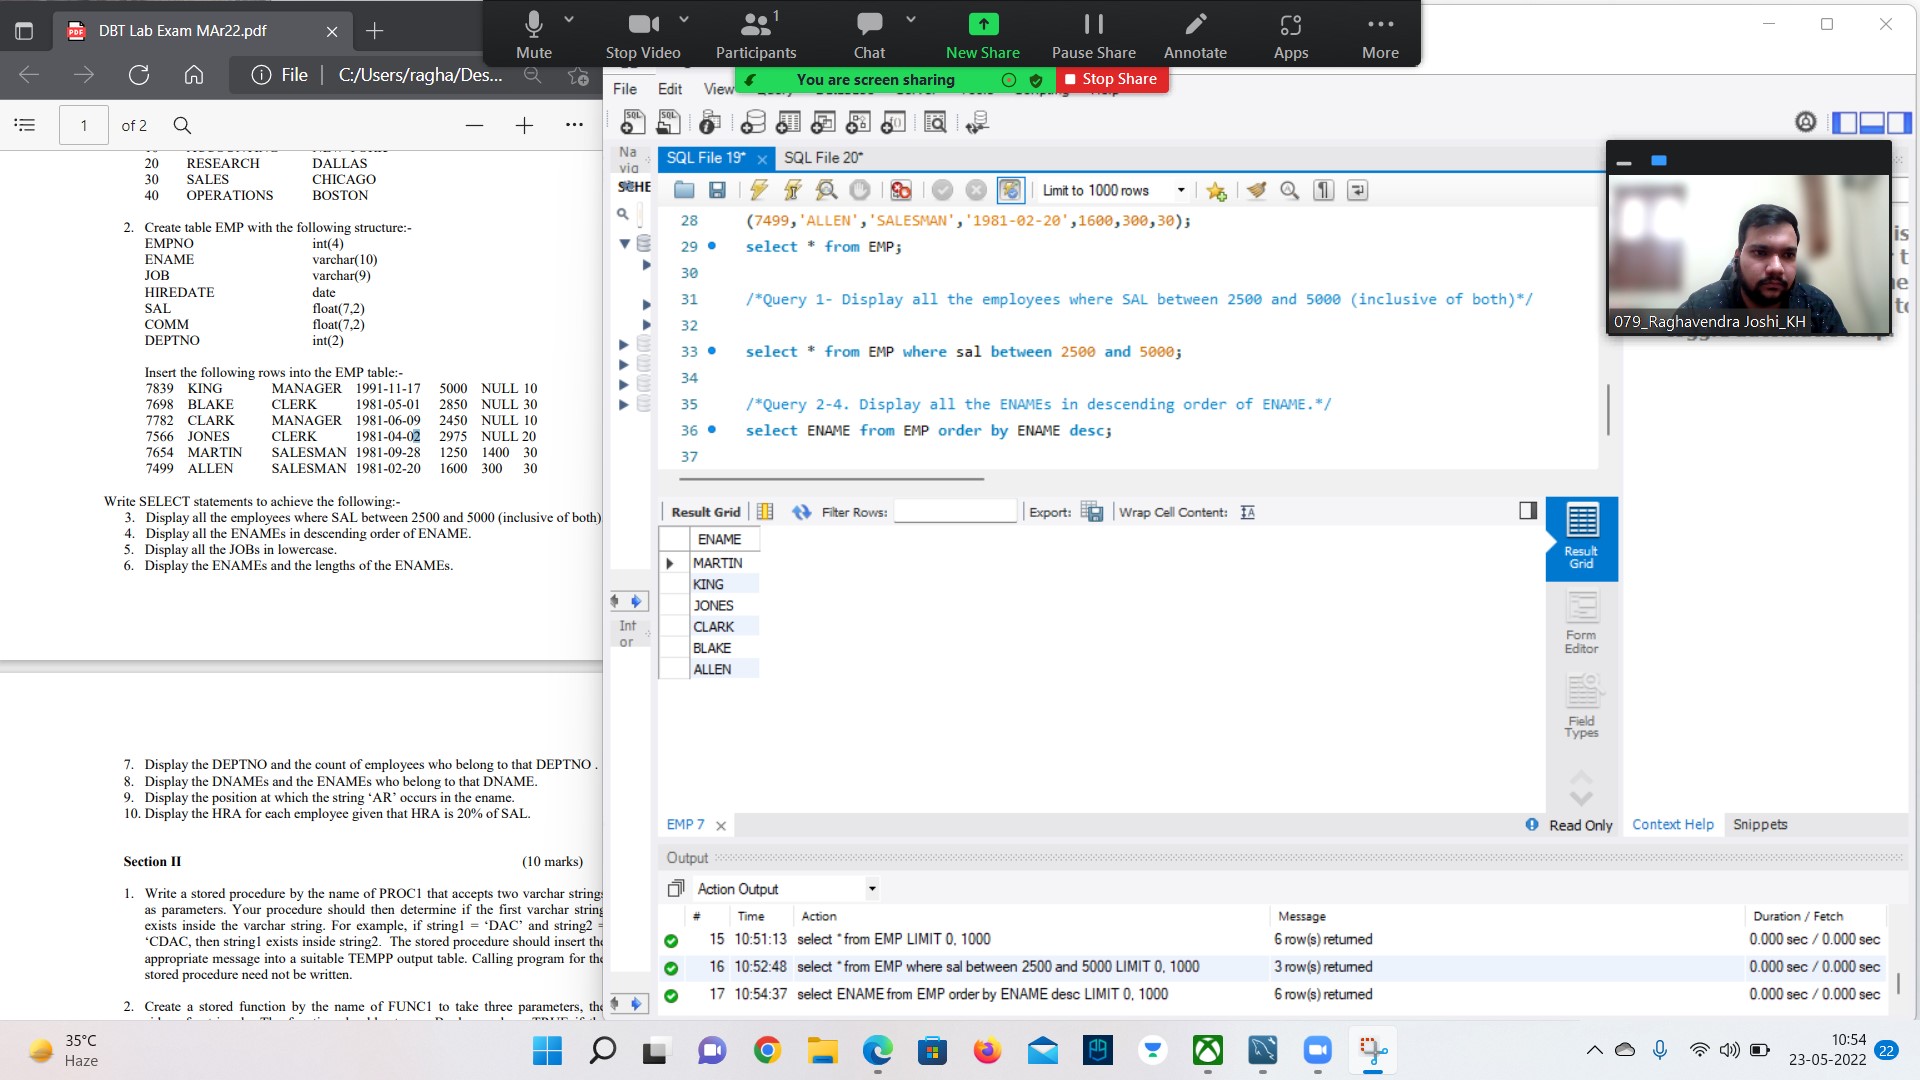 DBT Lab Exam MAr22.pdf
Mute
Stop Video
Participants
1
Chat
New Share
Pause Share
Annotate
Apps
More
You are screen sharing
Stop Share
File
C:/Users/ragha/Des...
1
of 2
20 RESEARCH DALLAS
30 SALES CHICAGO
40 OPERATIONS BOSTON
2. Create table EMP with the following structure:-
EMPNO int(4)
ENAME varchar(10)
JOB varchar(9)
HIREDATE date
SAL float(7,2)
COMM float(7,2)
DEPTNO int(2)
Insert the following rows into the EMP table:-
7839 KING MANAGER 1991-11-17 5000 NULL 10
7698 BLAKE CLERK 1981-05-01 2850 NULL 30
7782 CLARK MANAGER 1981-06-09 2450 NULL 10
7566 JONES CLERK 1981-04-02 2975 NULL 20
7654 MARTIN SALESMAN 1981-09-28 1250 1400 30
7499 ALLEN SALESMAN 1981-02-20 1600 300 30
Write SELECT statements to achieve the following:-
3. Display all the employees where SAL between 2500 and 5000 (inclusive of both)
4. Display all the ENAMEs in descending order of ENAME.
5. Display all the JOBs in lowercase.
6. Display the ENAMEs and the lengths of the ENAMEs.
7. Display the DEPTNO and the count of employees who belong to that DEPTNO .
8. Display the DNAMEs and the ENAMEs who belong to that DNAME.
9. Display the position at which the string ‘AR’ occurs in the ename.
10. Display the HRA for each employee given that HRA is 20% of SAL.
Section II (10 marks)
1. Write a stored procedure by the name of PROC1 that accepts two varchar strings
as parameters. Your procedure should then determine if the first varchar string
exists inside the varchar string. For example, if string1 = ‘DAC’ and string2 =
‘CDAC, then string1 exists inside string2. The stored procedure should insert the
appropriate message into a suitable TEMPP output table. Calling program for the
stored procedure need not be written.
2. Create a stored function by the name of FUNC1 to take three parameters, the
File Edit View
Na
vig
SCHE
Inf
or
SQL File 19*
SQL File 20*
Limit to 1000 rows
28 (7499,'ALLEN','SALESMAN','1981-02-20',1600,300,30);
29 select * from EMP;
30
31 /*Query 1- Display all the employees where SAL between 2500 and 5000 (inclusive of both)*/
32
33 select * from EMP where sal between 2500 and 5000;
34
35 /*Query 2-4. Display all the ENAMEs in descending order of ENAME.*/
36 select ENAME from EMP order by ENAME desc;
37
Result Grid
Filter Rows:
Export:
Wrap Cell Content:
ENAME
MARTIN
KING
JONES
CLARK
BLAKE
ALLEN
Result
Grid
Form
Editor
Field
Types
EMP 7
Read Only
Context Help
Snippets
Output
Action Output
# Time Action Message Duration / Fetch
15 10:51:13 select * from EMP LIMIT 0, 1000 6 row(s) returned 0.000 sec / 0.000 sec
16 10:52:48 select * from EMP where sal between 2500 and 5000 LIMIT 0, 1000 3 row(s) returned 0.000 sec / 0.000 sec
17 10:54:37 select ENAME from EMP order by ENAME desc LIMIT 0, 1000 6 row(s) returned 0.000 sec / 0.000 sec
079_Raghavendra Joshi_KH
35°C
Haze
10:54
23-05-2022
22